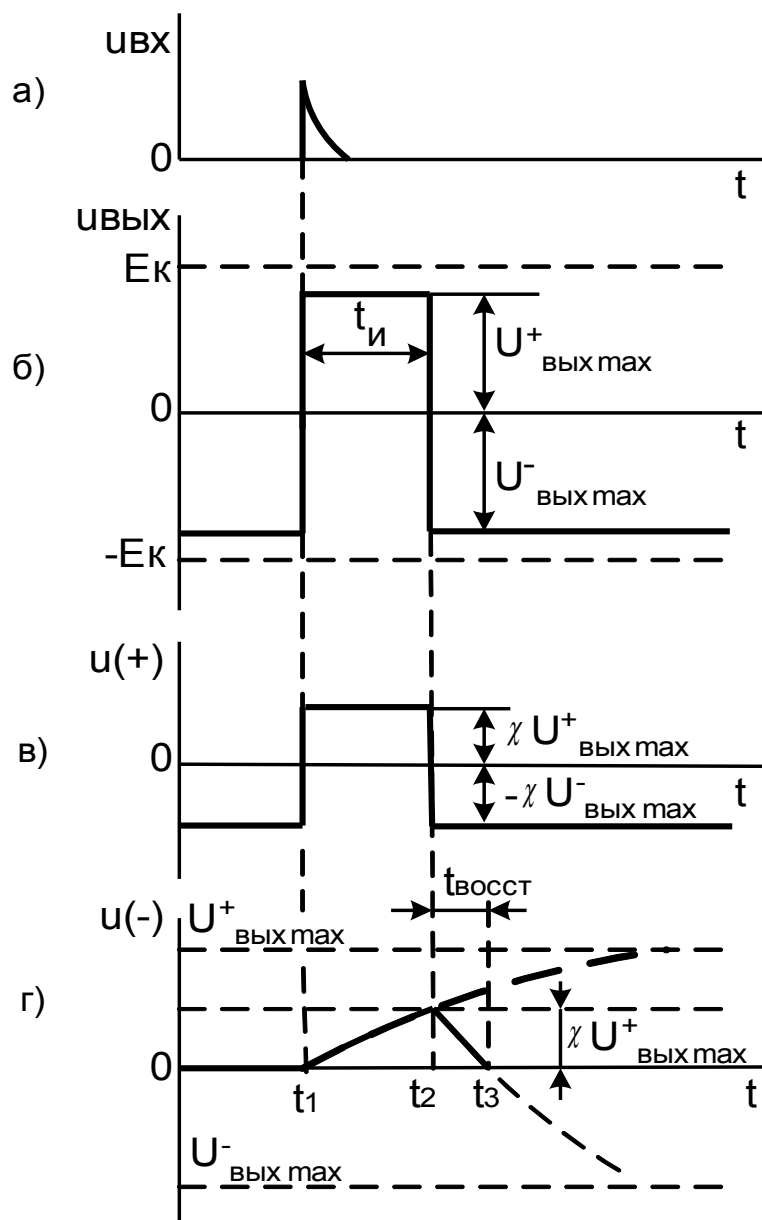 uвх
а)
0
t
uвых
Eк
tи
U⁺вых max
б)
0
t
U⁻вых max
-Eк
u(+)
χ U⁺вых max
в)
0
-χ U⁻вых max
t
tвосст
u(-) U⁺вых max
г)
χ U⁺вых max
0
t1 t2 t3 t
U⁻вых max